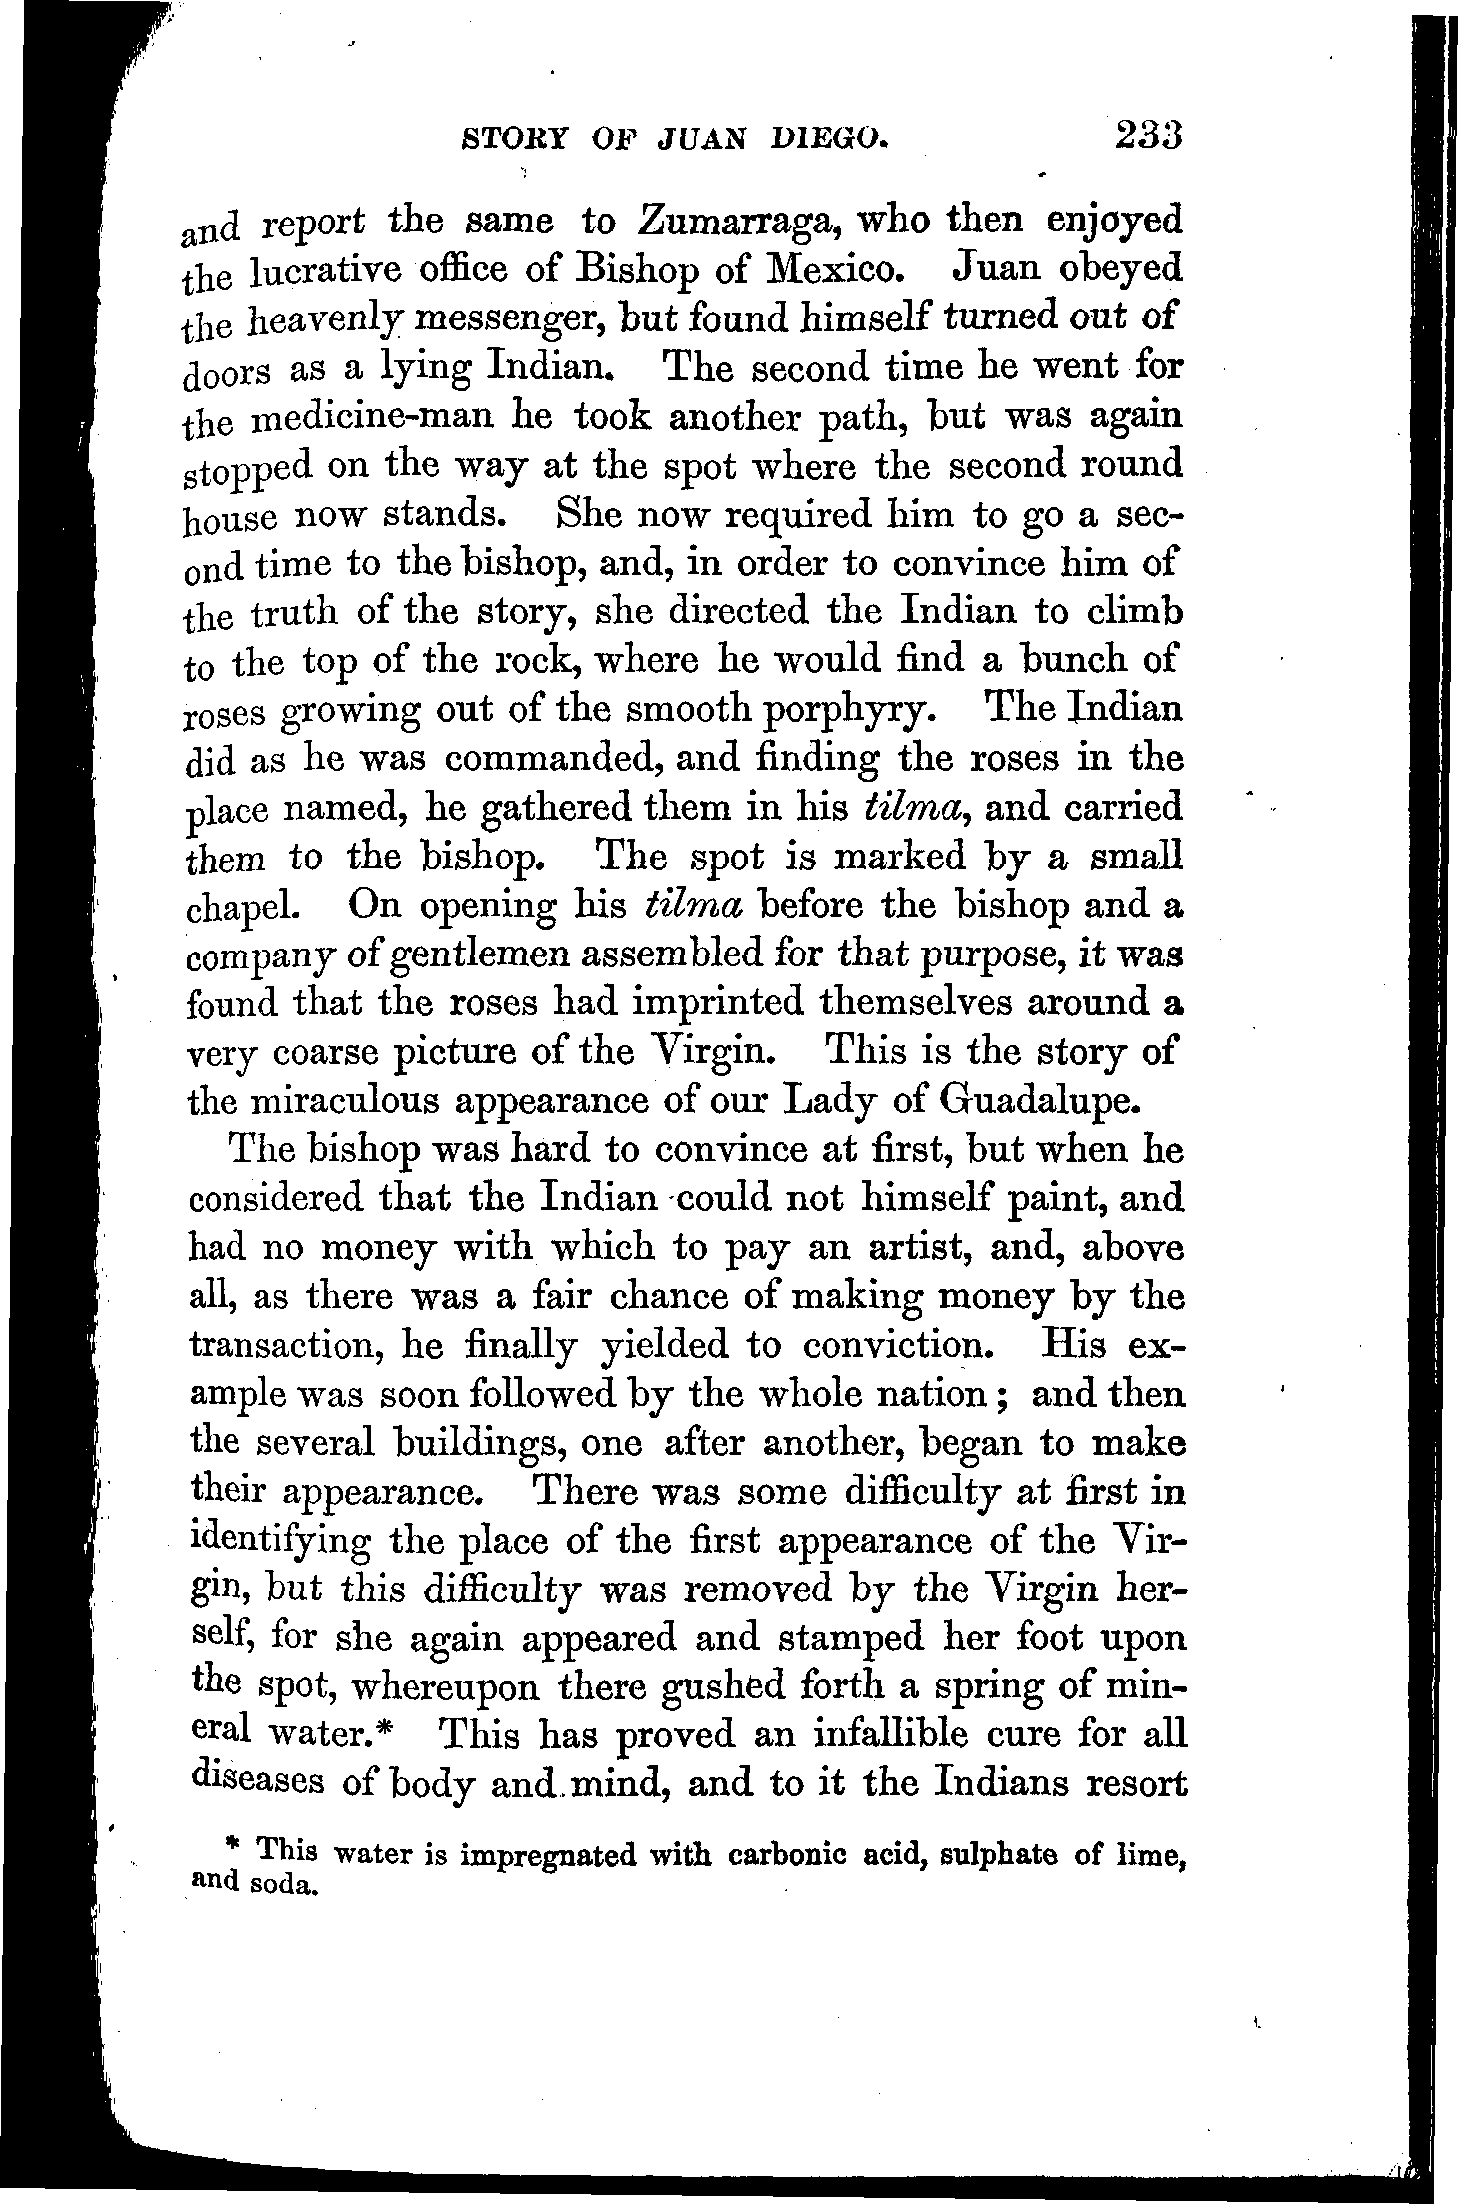 STORY OF JUAN DIEGO. 233
and report the same to Zumarraga, who then enjoyed
the lucrative office of Bishop of Mexico. Juan obeyed
the heavenly messenger, but found himself turned out of
doors as a lying Indian. The second time he went for
the medicine-man he took another path, but was again
stopped on the way at the spot where the second round
house now stands. She now required him to go a sec-
ond time to the bishop, and, in order to convince him of
the truth of the story, she directed the Indian to climb
to the top of the rock, where he would find a bunch of
roses growing out of the smooth porphyry. The Indian
did as he was commanded, and finding the roses in the
place named, he gathered them in his tilma, and carried
them to the bishop. The spot is marked by a small
chapel. On opening his tilma before the bishop and a
company of gentlemen assembled for that purpose, it was
found that the roses had imprinted themselves around a
very coarse picture of the Virgin. This is the story of
the miraculous appearance of our Lady of Guadalupe.
The bishop was hard to convince at first, but when he
considered that the Indian could not himself paint, and
had no money with which to pay an artist, and, above
all, as there was a fair chance of making money by the
transaction, he finally yielded to conviction. His ex-
ample was soon followed by the whole nation; and then
the several buildings, one after another, began to make
their appearance. There was some difficulty at first in
identifying the place of the first appearance of the Vir-
gin, but this difficulty was removed by the Virgin her-
self, for she again appeared and stamped her foot upon
the spot, whereupon there gushed forth a spring of min-
eral water.* This has proved an infallible cure for all
diseases of body and mind, and to it the Indians resort
* This water is impregnated with carbonic acid, sulphate of lime,
and soda.